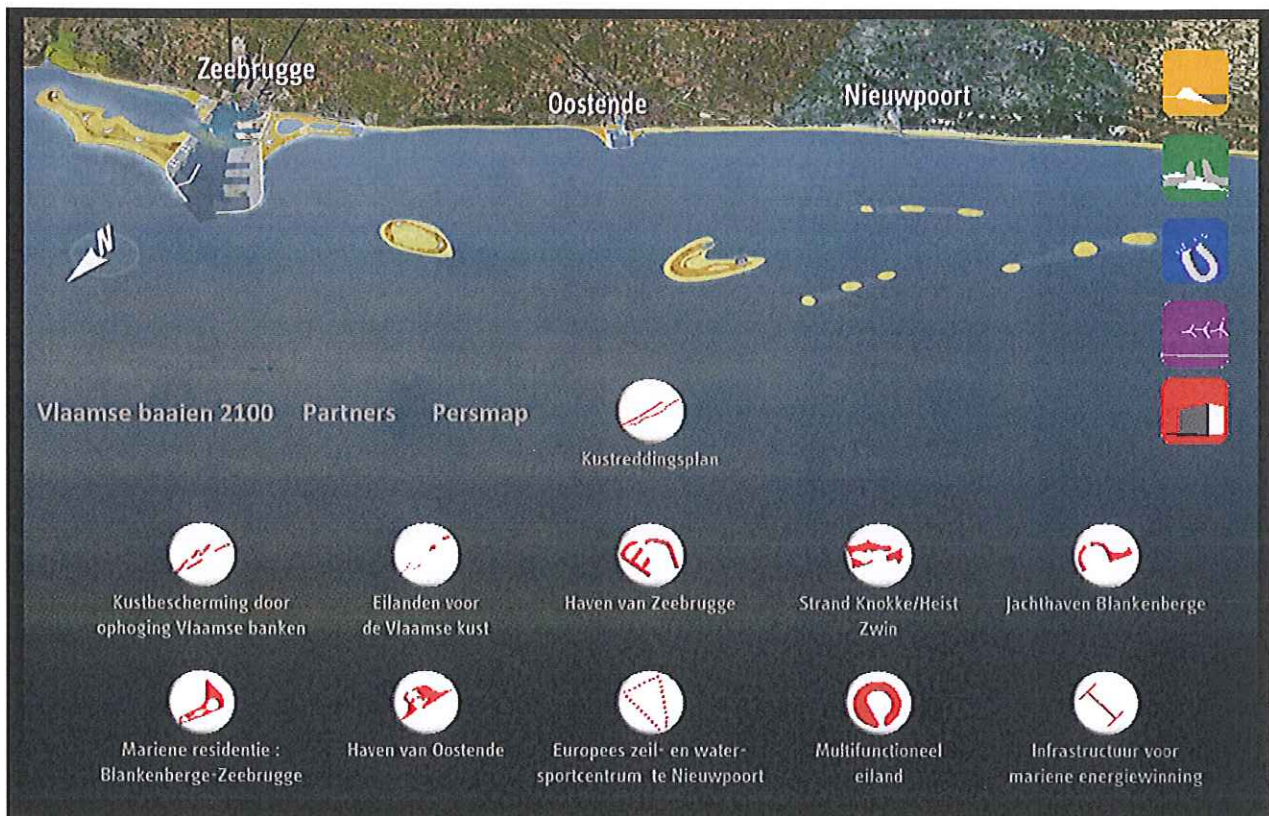 Zeebrugge
Oostende
Nieuwpoort
N
Vlaamse baaien 2100 Partners Persmap
Kustreddingsplan
Kustbescherming door
ophoging Vlaamse banken
Eilanden voor
de Vlaamse kust
Haven van Zeebrugge
Strand Knokke/Heist
Zwin
Jachthaven Blankenberge
Mariene residentie :
Blankenberge-Zeebrugge
Haven van Oostende
Europees zeil- en water-
sportcentrum te Nieuwpoort
Multifunctioneel
eiland
Infrastructuur voor
mariene energiewinning